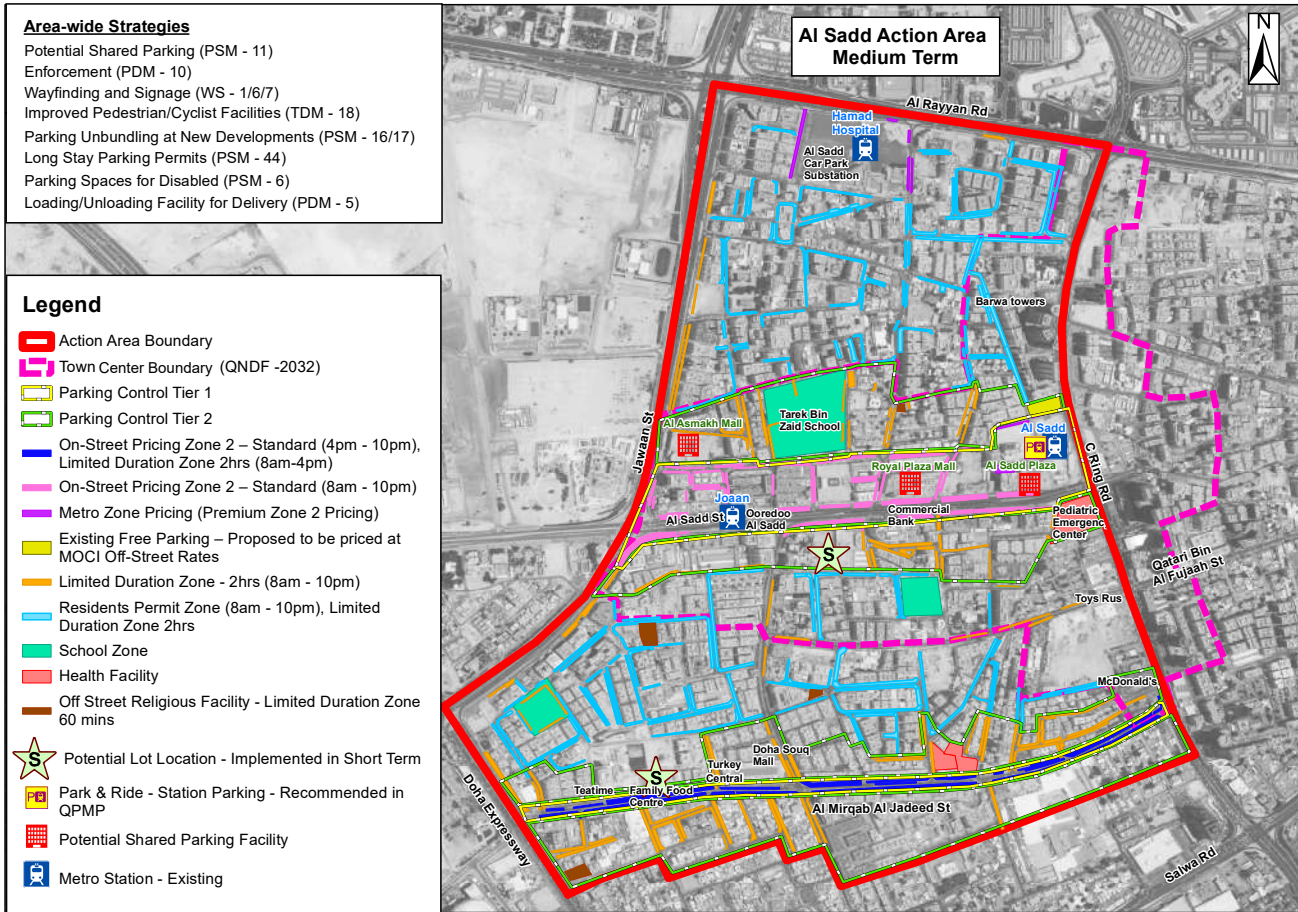 Area-wide Strategies
Potential Shared Parking (PSM - 11)
Enforcement (PDM - 10)
Wayfinding and Signage (WS - 1/6/7)
Improved Pedestrian/Cyclist Facilities (TDM - 18)
Parking Unbundling at New Developments (PSM - 16/17)
Long Stay Parking Permits (PSM - 44)
Parking Spaces for Disabled (PSM - 6)
Loading/Unloading Facility for Delivery (PDM - 5)
Legend
Action Area Boundary
Town Center Boundary (QNDF -2032)
Parking Control Tier 1
Parking Control Tier 2
On-Street Pricing Zone 2 – Standard (4pm - 10pm),
Limited Duration Zone 2hrs (8am-4pm)
On-Street Pricing Zone 2 – Standard (8am - 10pm)
Metro Zone Pricing (Premium Zone 2 Pricing)
Existing Free Parking – Proposed to be priced at
MOCI Off-Street Rates
Limited Duration Zone - 2hrs (8am - 10pm)
Residents Permit Zone (8am - 10pm), Limited
Duration Zone 2hrs
School Zone
Health Facility
Off Street Religious Facility - Limited Duration Zone
60 mins
S
Potential Lot Location - Implemented in Short Term
Park & Ride - Station Parking - Recommended in
QPMP
Potential Shared Parking Facility
Metro Station - Existing
Al Sadd Action Area
Medium Term
N
Al Rayyan Rd
Hamad
Hospital
Al Sadd
Car Park
Substation
Barwa towers
Jawaan St
Al Asmakh Mall
Tarek Bin
Zaid School
Al Sadd
C Ring Rd
Royal Plaza Mall
Al Sadd Plaza
Joaan
Al Sadd St
Ooredoo
Al Sadd
Commercial
Bank
Pediatric
Emergenc
Center
S
Qatari Bin
Al Fujaah St
Toys Rus
McDonald's
Doha Souq
Mall
Turkey
Central
S
Teatime
Family Food
Centre
Al Mirqab Al Jadeed St
Doha Expressway
Salwa Rd